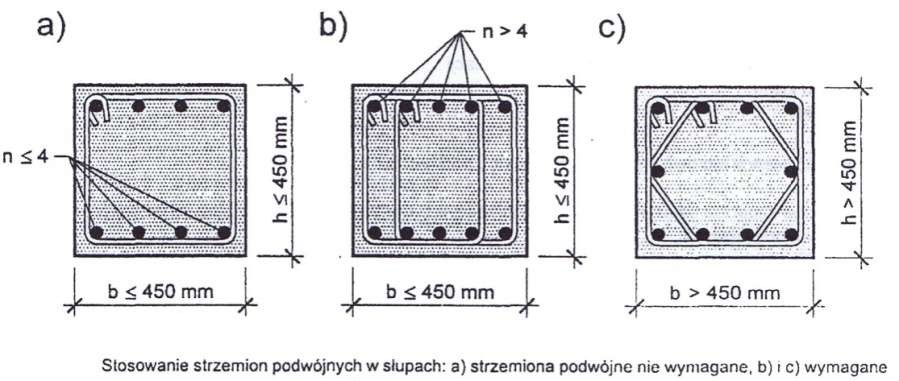 a)
b)
c)
n > 4
n ≤ 4
h ≤ 450 mm
h ≤ 450 mm
h > 450 mm
b ≤ 450 mm
b ≤ 450 mm
b > 450 mm
Stosowanie strzemion podwójnych w słupach: a) strzemiona podwójne nie wymagane, b) i c) wymagane